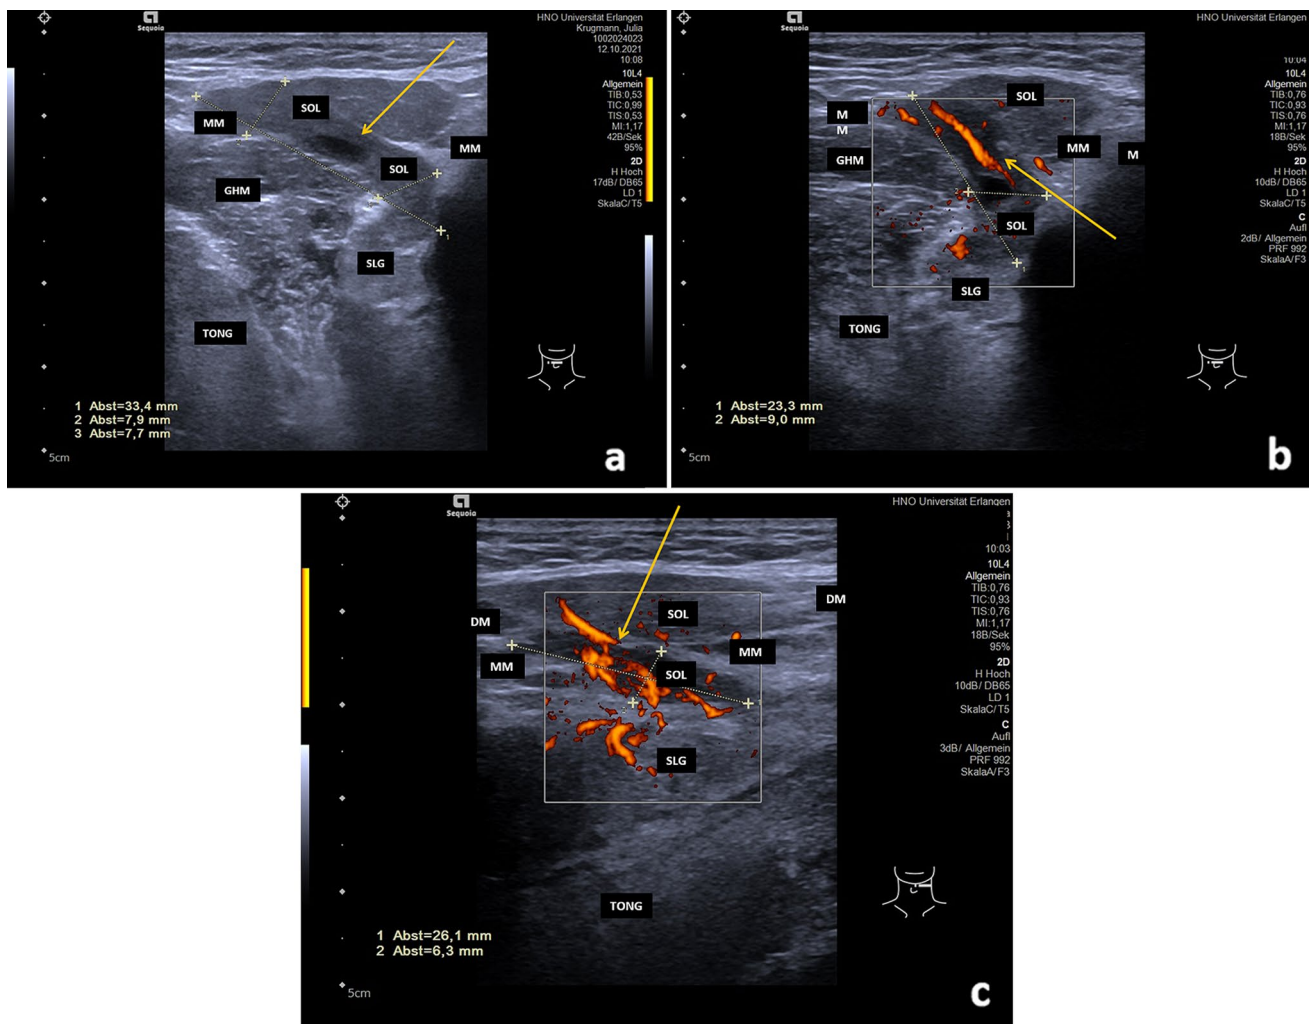 HNO Universität Erlangen
Krugmann, Julia
1002024023
12.10.2021
10:08
10L4
Allgemein
TIB:0,53
TIC:0,99
TIS:0,53
MI:1,17
42B/Sek
95%
2D
H Hoch
17dB/ DB65
LD 1
SkalaC/T5
Sequoia
SOL
MM
MM
SOL
GHM
SLG
TONG
1 Abst=33,4 mm
2 Abst=7,9 mm
3 Abst=7,7 mm
5cm
a
HNO Universität Erlangen
10:04
10L4
Allgemein
TIB:0,76
TIC:0,93
TIS:0,76
MI:1,17
18B/Sek
95%
2D
H Hoch
10dB/ DB65
LD 1
SkalaC/T5
C
Aufl
2dB/ Allgemein
PRF 992
SkalaA/F3
Sequoia
SOL
M
M
MM
M
GHM
SOL
SLG
TONG
1 Abst=23,3 mm
2 Abst=9,0 mm
5cm
b
HNO Universität Erlangen
10:03
10L4
Allgemein
TIB:0,76
TIC:0,93
TIS:0,76
MI:1,17
18B/Sek
95%
2D
H Hoch
10dB/ DB65
LD 1
SkalaC/T5
C
Aufl
3dB/ Allgemein
PRF 992
SkalaA/F3
Sequoia
DM
SOL
DM
MM
MM
SOL
SLG
TONG
1 Abst=26,1 mm
2 Abst=6,3 mm
5cm
c